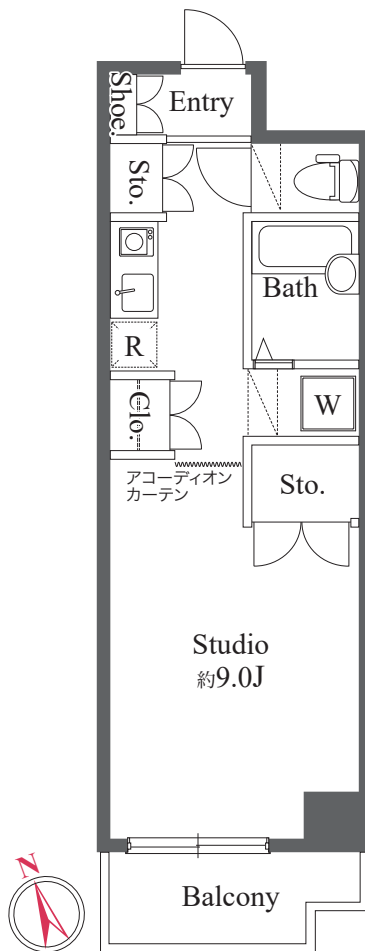 Shoe.
Entry
Sto.
Bath
R
Clo.
W
アコーディオン
カーテン
Sto.
Studio
約9.0J
N
Balcony